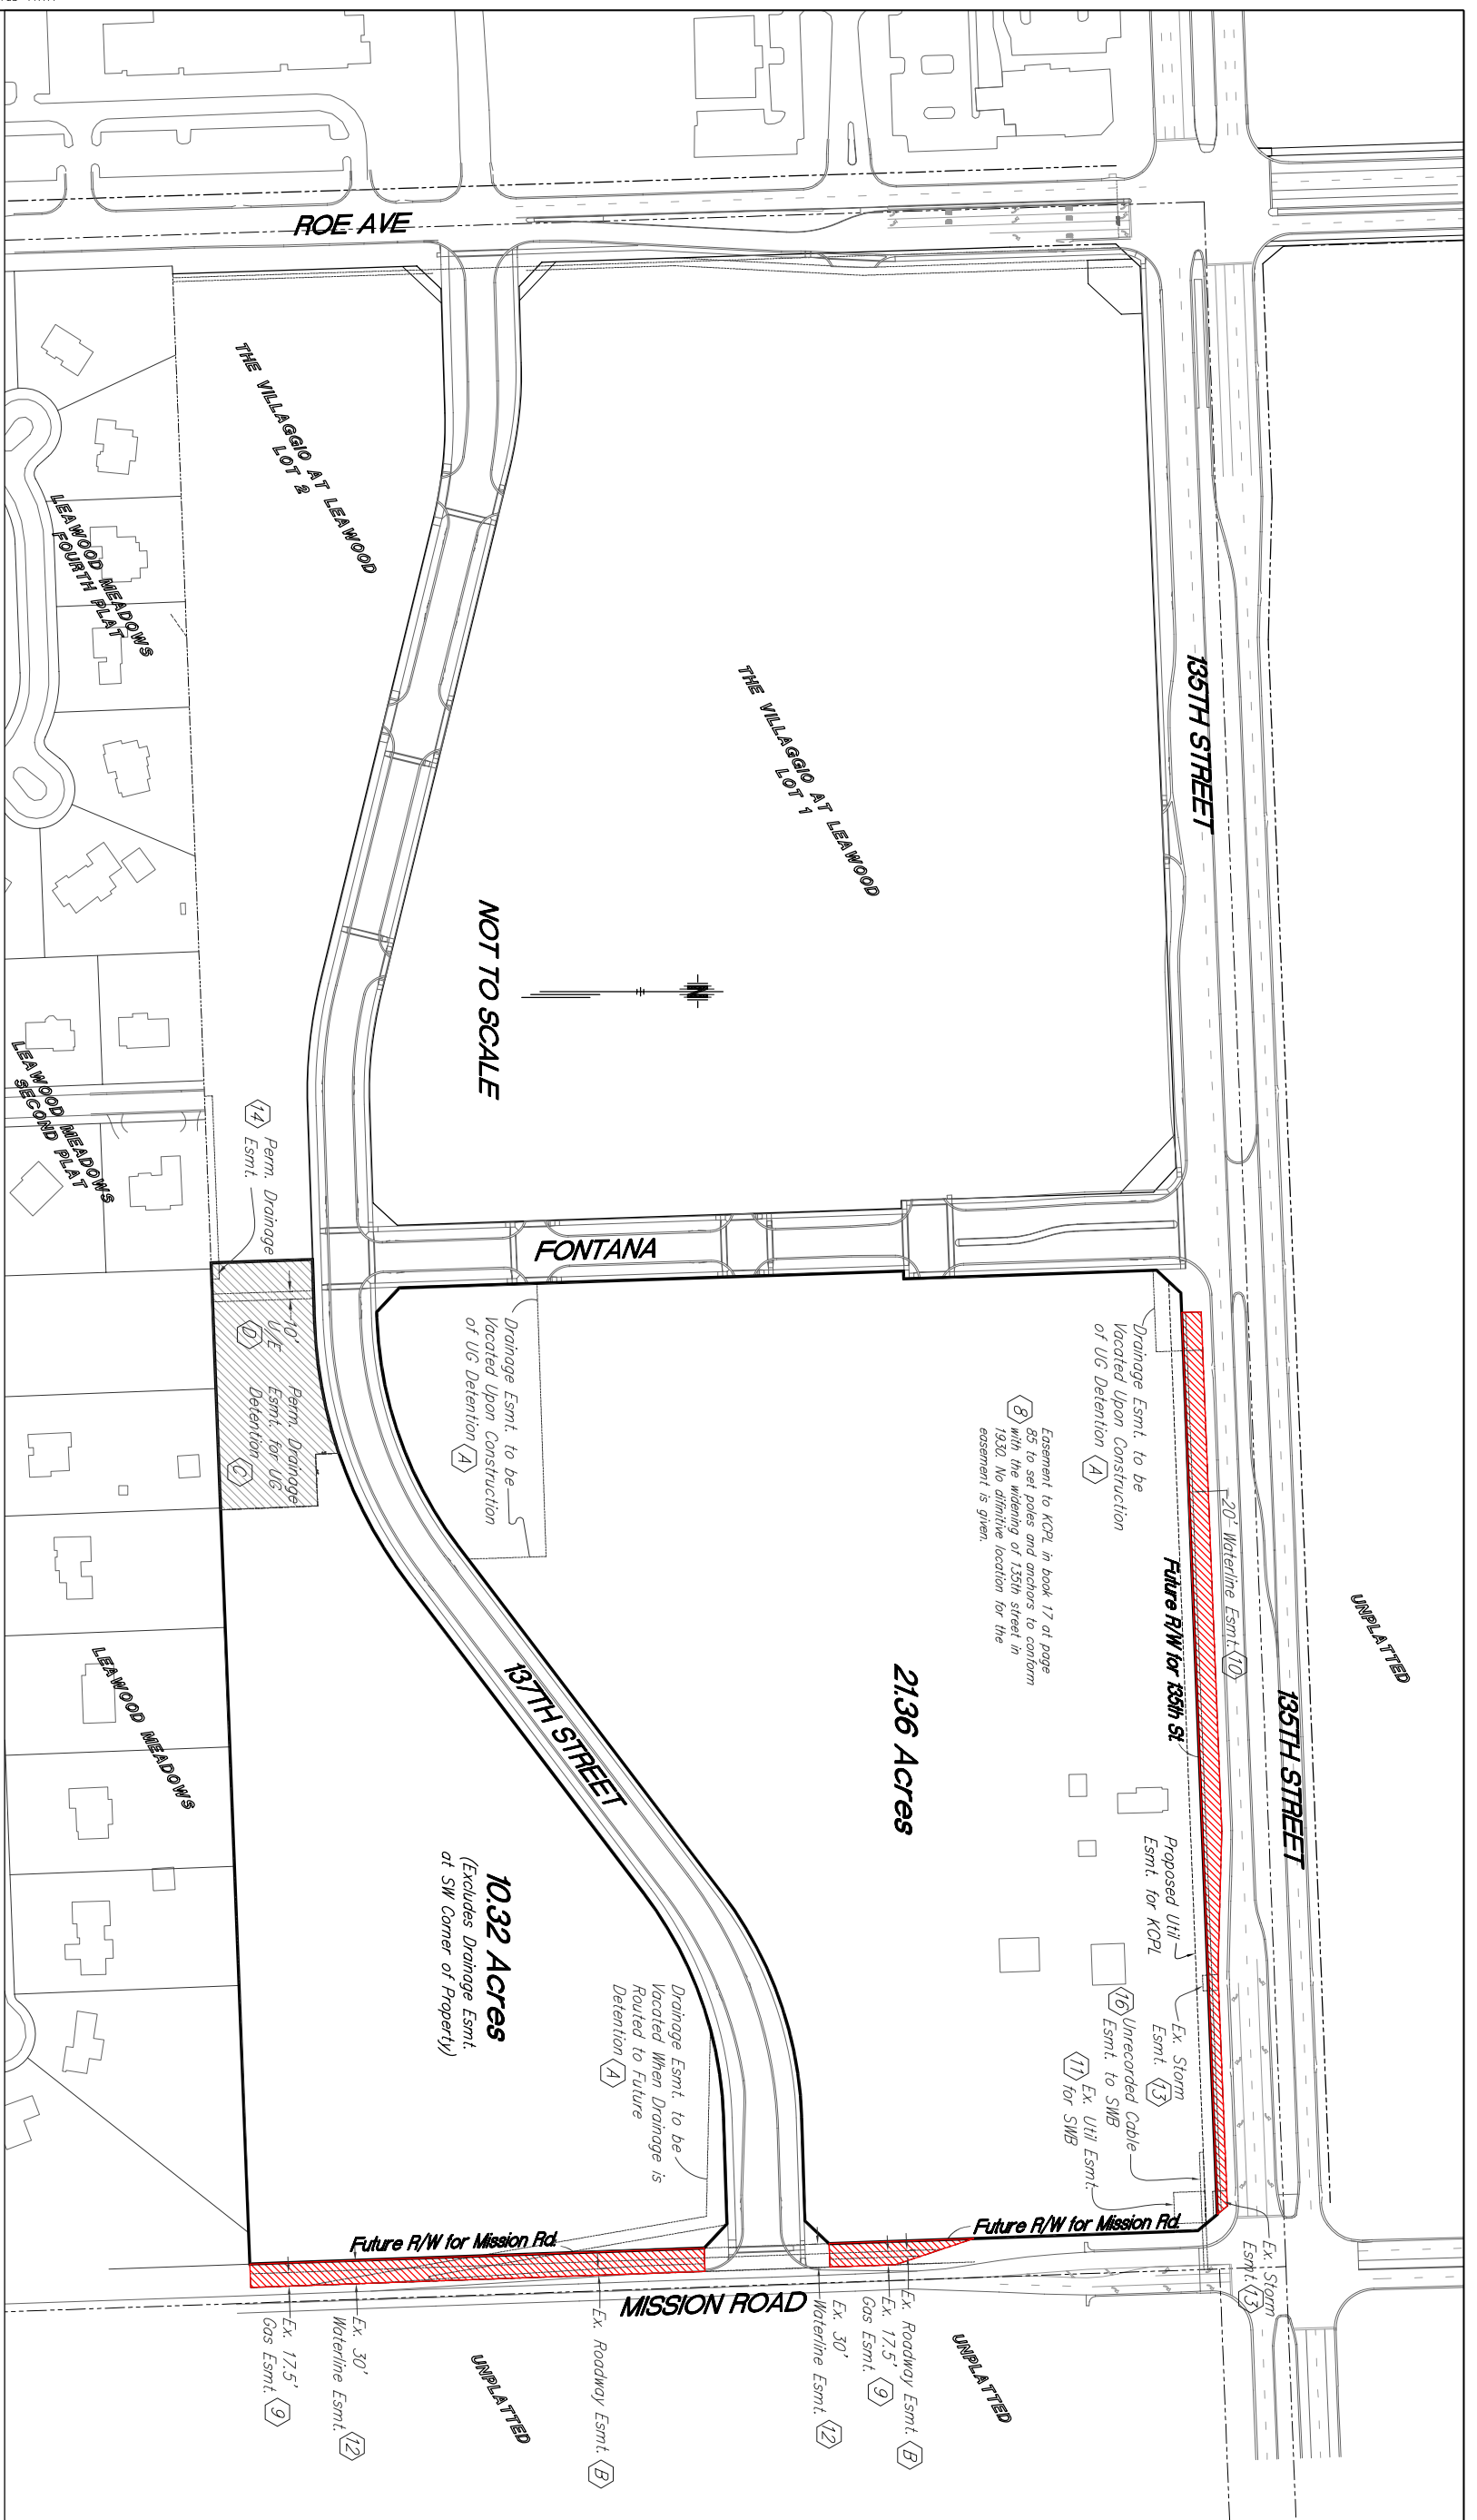 ROE AVE
135TH STREET
THE VILLAGGIO AT LEAWOOD
LOT 2
THE VILLAGGIO AT LEAWOOD
LOT 1
LEAWOOD MEADOWS
FOURTH PLAT
LEAWOOD MEADOWS
SECOND PLAT
NOT TO SCALE
N
14
Perm. Drainage
Esmt.
FONTANA
10'
U/E
D
Perm. Drainage
Esmt. for UG
Detention
C
Drainage Esmt. to be
Vacated Upon Construction
of UG Detention A
Drainage Esmt. to be
Vacated Upon Construction
of UG Detention A
8
Easement to KCPL in book 17 at page
85 to set poles and anchors to conform
with the widening of 135th street in
1930. No difinitive location for the
easement is given.
20' Waterline Esmt. 10
Future R/W for 135th St.
UNPLATTED
135TH STREET
137TH STREET
21.36 Acres
LEAWOOD MEADOWS
10.32 Acres
(Excludes Drainage Esmt.
at SW Corner of Property)
Proposed Util
Esmt. for KCPL
Ex. Storm
Esmt. 13
16 Unrecorded Cable
Esmt. to SWB
11 Ex. Util Esmt.
for SWB
Drainage Esmt. to be
Vacated When Drainage is
Routed to Future
Detention A
Future R/W for Mission Rd.
Future R/W for Mission Rd.
Ex. Storm
Esmt. 13
MISSION ROAD
Ex. Roadway Esmt. B
Ex. 17.5'
Gas Esmt. 9
Ex. 30'
Waterline Esmt. 12
Ex. Roadway Esmt. B
Ex. 30'
Waterline Esmt. 12
Ex. 17.5'
Gas Esmt. 9
UNPLATTED
UNPLATTED